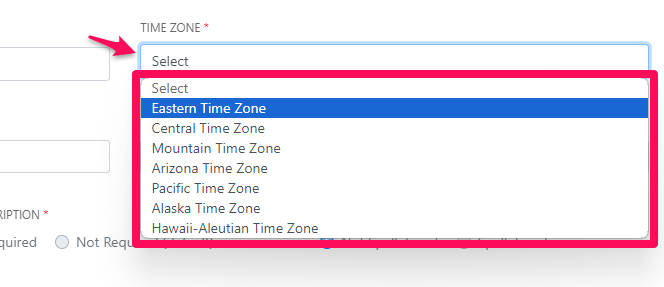 TIME ZONE *
Select
Select
Eastern Time Zone
Central Time Zone
Mountain Time Zone
Arizona Time Zone
Pacific Time Zone
Alaska Time Zone
Hawaii-Aleutian Time Zone
RIPTION *
quired Not Requ